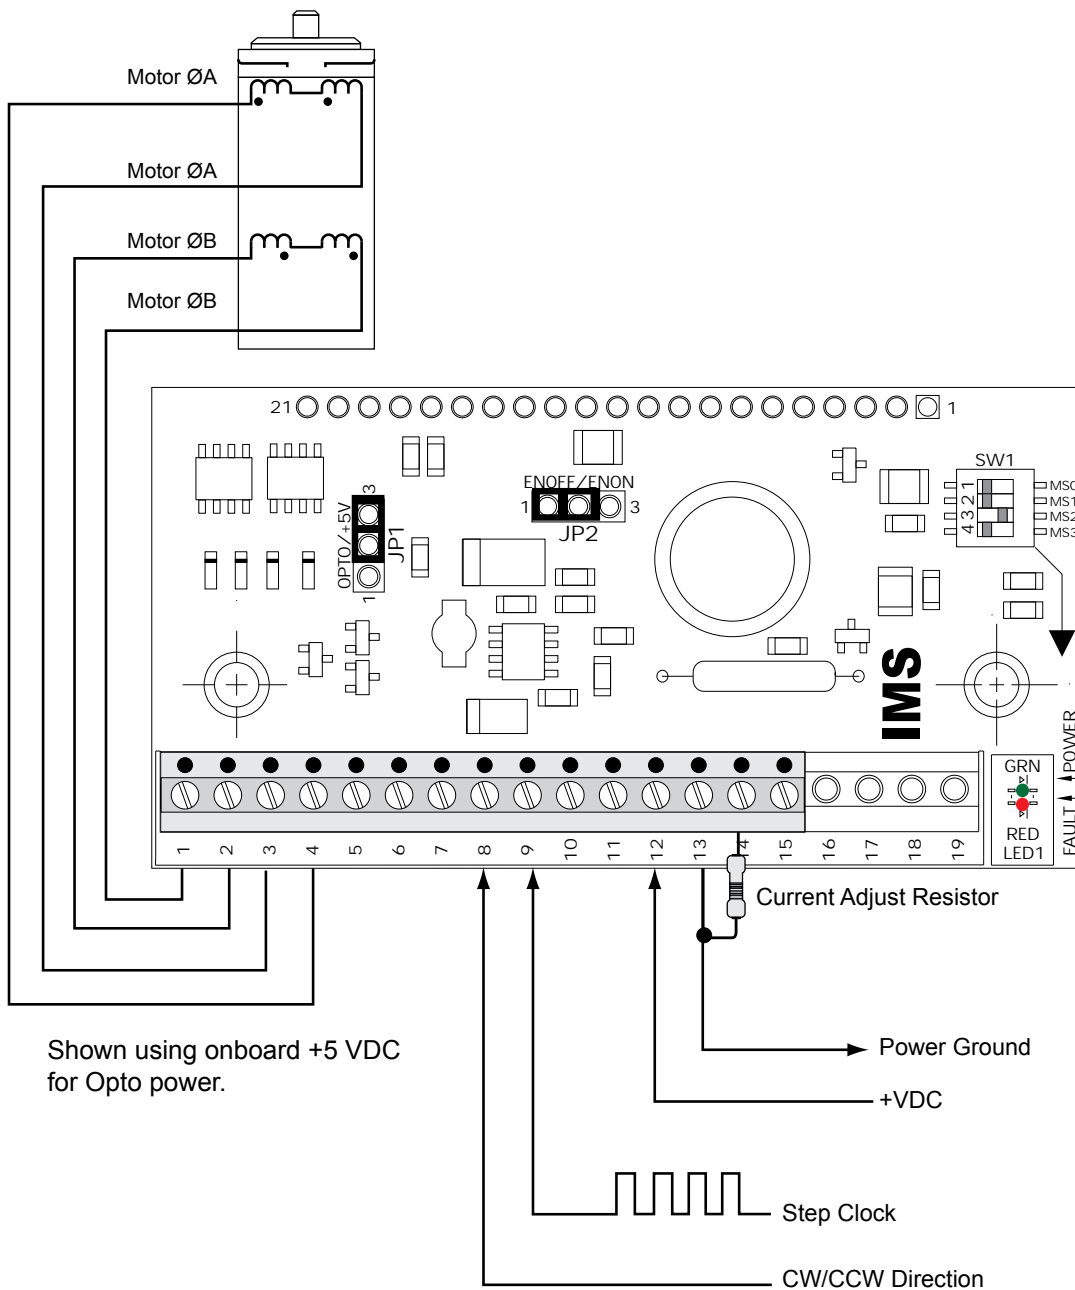 Motor ØA
Motor ØA
Motor ØB
Motor ØB
21
1
SW1
1
2
3
4
MS0
MS1
MS2
MS3
ENOFF/ENON
1
3
JP2
OPTO/+5V
3
1
JP1
IMS
GRN
RED
LED1
POWER
FAULT
1 2 3 4 5 6 7 8 9 10 11 12 13 14 15 16 17 18 19
Current Adjust Resistor
Shown using onboard +5 VDC
for Opto power.
Power Ground
+VDC
Step Clock
CW/CCW Direction